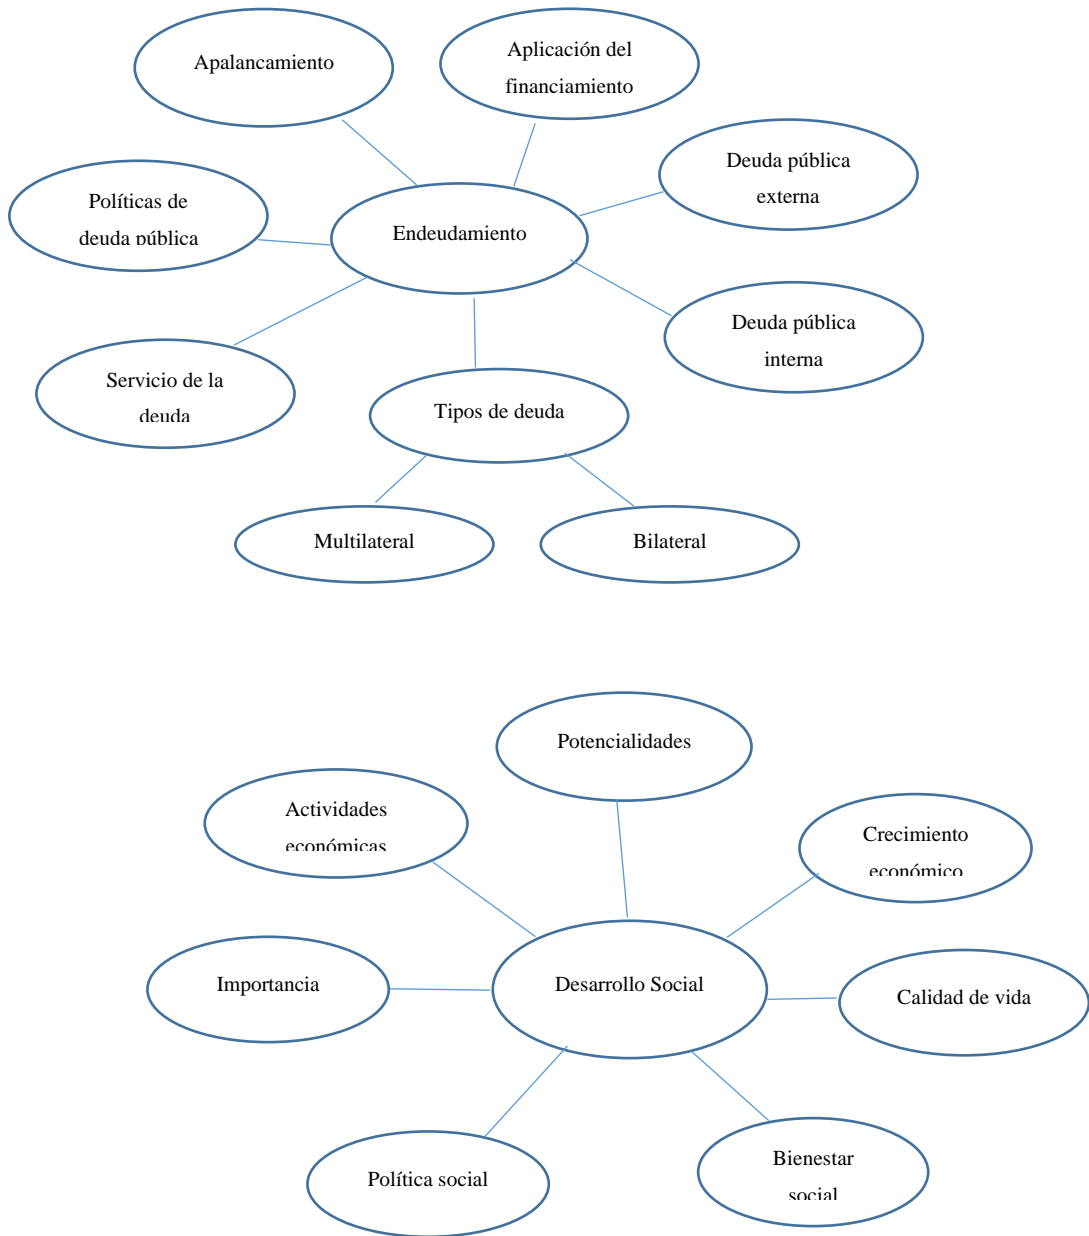 Apalancamiento
Aplicación del
financiamiento
Deuda pública
externa
Políticas de
deuda pública
Endeudamiento
Deuda pública
interna
Servicio de la
deuda
Tipos de deuda
Multilateral
Bilateral
Potencialidades
Actividades
económicas
Crecimiento
económico
Importancia
Desarrollo Social
Calidad de vida
Política social
Bienestar
social